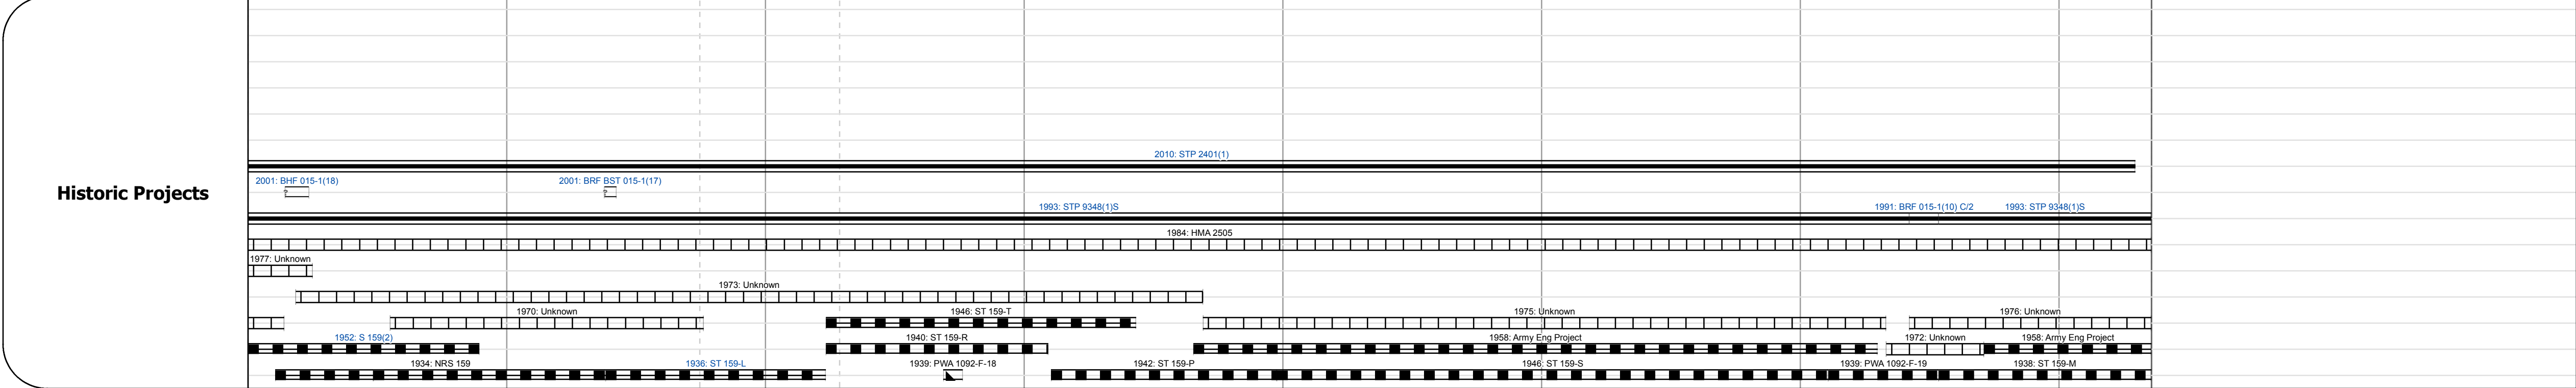 2010: STP 2401(1)
2001: BHF 015-1(18) 2001: BRF BST 015-1(17)
Historic Projects
1993: STP 9348(1)S 1991: BRF 015-1(10) C/2 1993: STP 9348(1)S
1984: HMA 2505
1977: Unknown
1973: Unknown
1970: Unknown 1946: ST 159-T 1975: Unknown 1976: Unknown
1952: S 159(2) 1940: ST 159-R 1958: Army Eng Project 1972: Unknown 1958: Army Eng Project
1934: NRS 159 1936: ST 159-L 1939: PWA 1092-F-18 1942: ST 159-P 1946: ST 159-S 1939: PWA 1092-F-19 1938: ST 159-M